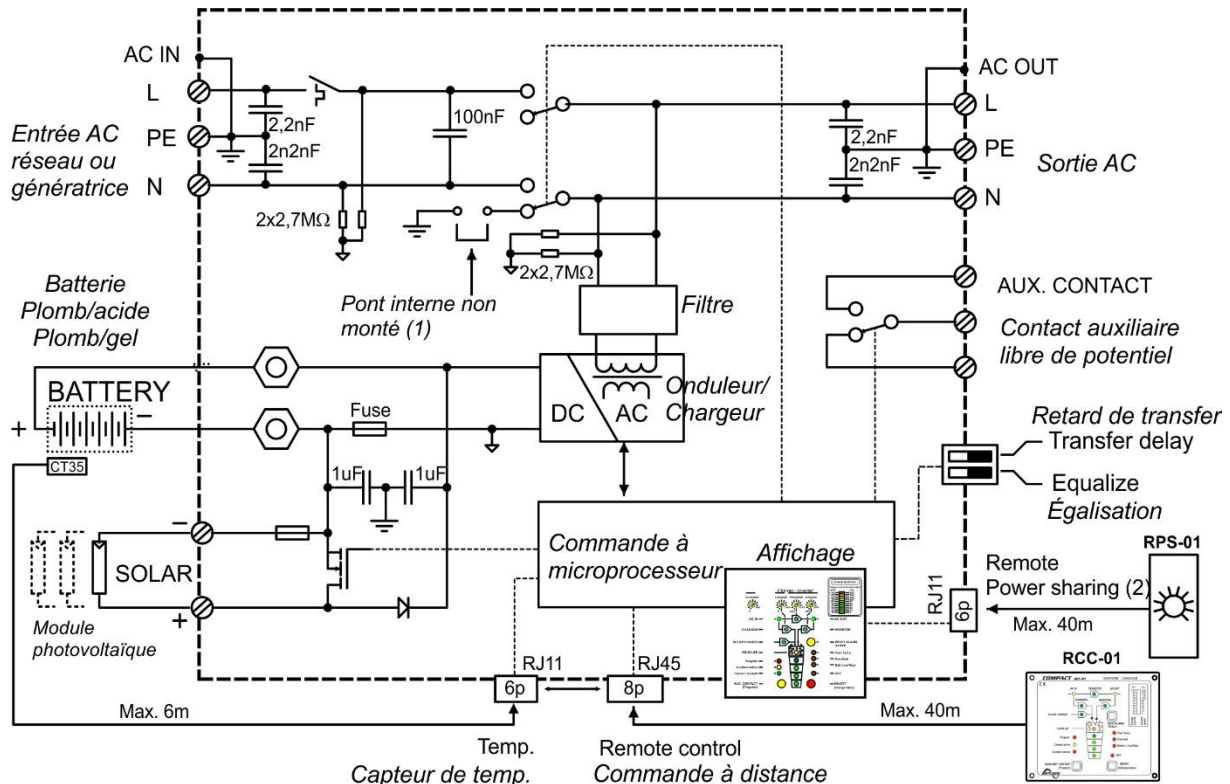 AC IN
L
PE
N
Entrée AC
réseau ou
génératrice
2,2nF
2n2nF
100nF
2x2,7MΩ
2x2,7MΩ
2,2nF
2n2nF
AC OUT
L
PE
N
Sortie AC
Pont interne non
monté (1)
Filtre
Batterie
Plomb/acide
Plomb/gel
AUX. CONTACT
Contact auxiliaire
libre de potentiel
BATTERY
+
−
CT35
Fuse
DC
AC
Onduleur/
Chargeur
Retard de transfer
Transfer delay
Equalize
Égalisation
1uF
1uF
−
SOLAR
+
Module
photovoltaïque
Commande à
microprocesseur
Affichage
RJ11
6p
Remote
Power sharing (2)
Max. 40m
RPS-01
RCC-01
COMPACT
RJ11
6p
RJ45
8p
Max. 6m
Max. 40m
Temp.
Capteur de temp.
Remote control
Commande à distance